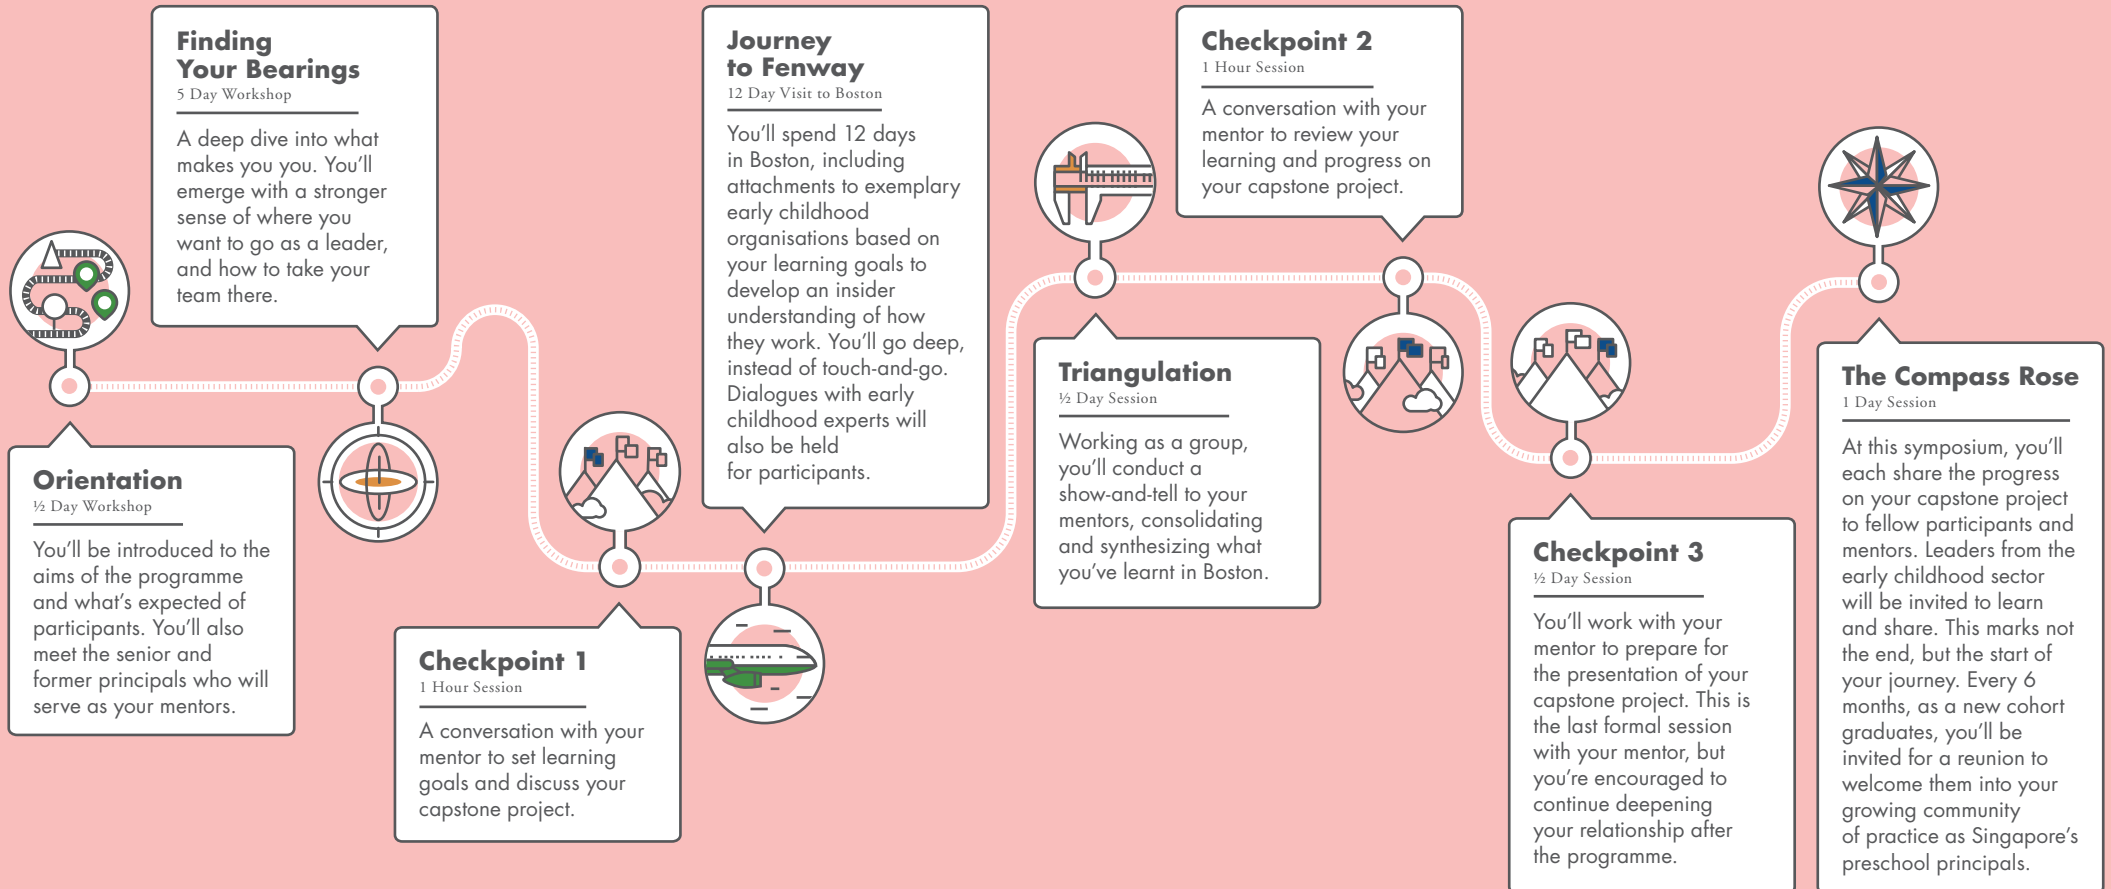 Orientation
½ Day Workshop
You'll be introduced to the
aims of the programme
and what's expected of
participants. You'll also
meet the senior and
former principals who will
serve as your mentors.
Finding
Your Bearings
5 Day Workshop
A deep dive into what
makes you you. You'll
emerge with a stronger
sense of where you
want to go as a leader,
and how to take your
team there.
Checkpoint 1
1 Hour Session
A conversation with your
mentor to set learning
goals and discuss your
capstone project.
Journey
to Fenway
12 Day Visit to Boston
You'll spend 12 days
in Boston, including
attachments to exemplary
early childhood
organisations based on
your learning goals to
develop an insider
understanding of how
they work. You'll go deep,
instead of touch-and-go.
Dialogues with early
childhood experts will
also be held
for participants.
Triangulation
½ Day Session
Working as a group,
you'll conduct a
show-and-tell to your
mentors, consolidating
and synthesizing what
you've learnt in Boston.
Checkpoint 2
1 Hour Session
A conversation with your
mentor to review your
learning and progress on
your capstone project.
Checkpoint 3
½ Day Session
You'll work with your
mentor to prepare for
the presentation of your
capstone project. This is
the last formal session
with your mentor, but
you're encouraged to
continue deepening
your relationship after
the programme.
The Compass Rose
1 Day Session
At this symposium, you'll
each share the progress
on your capstone project
to fellow participants and
mentors. Leaders from the
early childhood sector
will be invited to learn
and share. This marks not
the end, but the start of
your journey. Every 6
months, as a new cohort
graduates, you'll be
invited for a reunion to
welcome them into your
growing community
of practice as Singapore's
preschool principals.